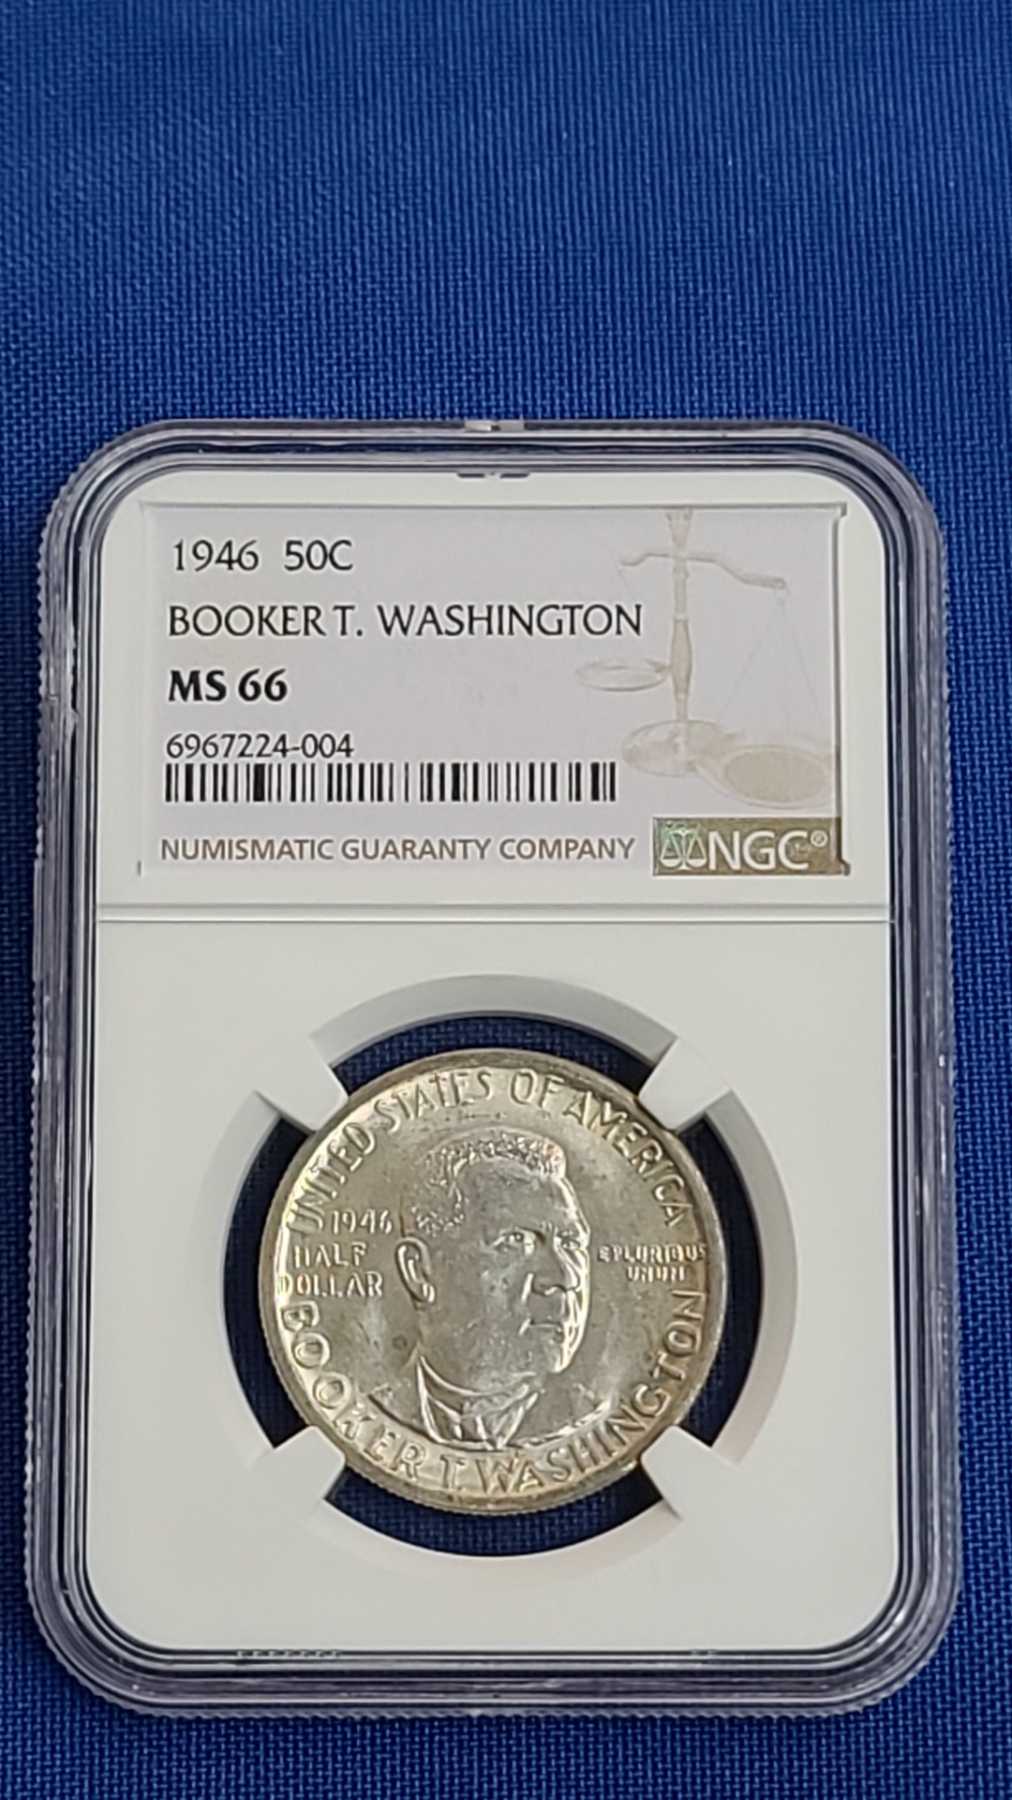 1946 50C
BOOKER T. WASHINGTON
MS 66
6967224-004
NUMISMATIC GUARANTY COMPANY
NGC®
UNITED STATES OF AMERICA
1946
HALF
DOLLAR
E PLURIBUS
UNUM
BOOKER T. WASHINGTON